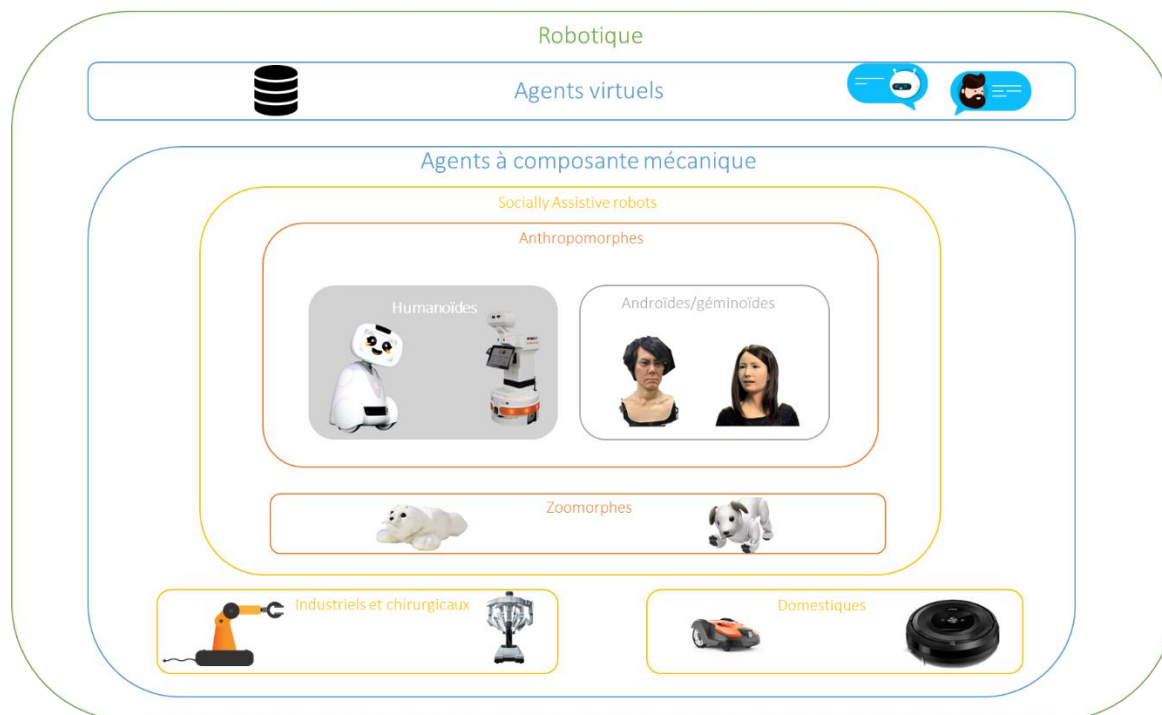 Robotique
Agents virtuels
Agents à composante mécanique
Socially Assistive robots
Anthropomorphes
Humanoïdes
Androïdes/géminoïdes
Zoomorphes
Industriels et chirurgicaux
Domestiques